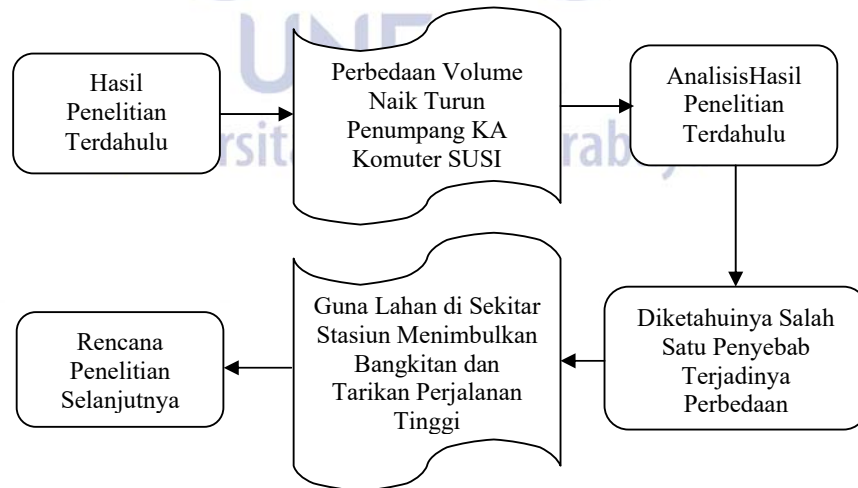 Hasil
Penelitian
Terdahulu
Perbedaan Volume
Naik Turun
Penumpang KA
Komuter SUSI
AnalisisHasil
Penelitian
Terdahulu
Diketahuinya Salah
Satu Penyebab
Terjadinya
Perbedaan
Guna Lahan di Sekitar
Stasiun Menimbulkan
Bangkitan dan
Tarikan Perjalanan
Tinggi
Rencana
Penelitian
Selanjutnya